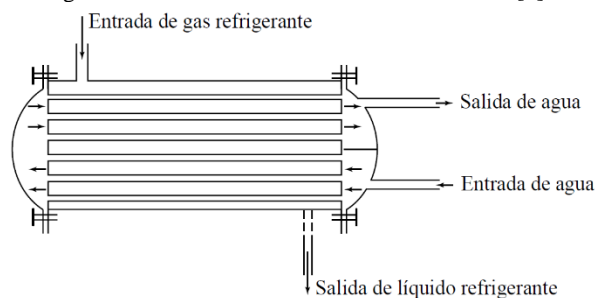 Entrada de gas refrigerante
Salida de agua
Entrada de agua
Salida de líquido refrigerante